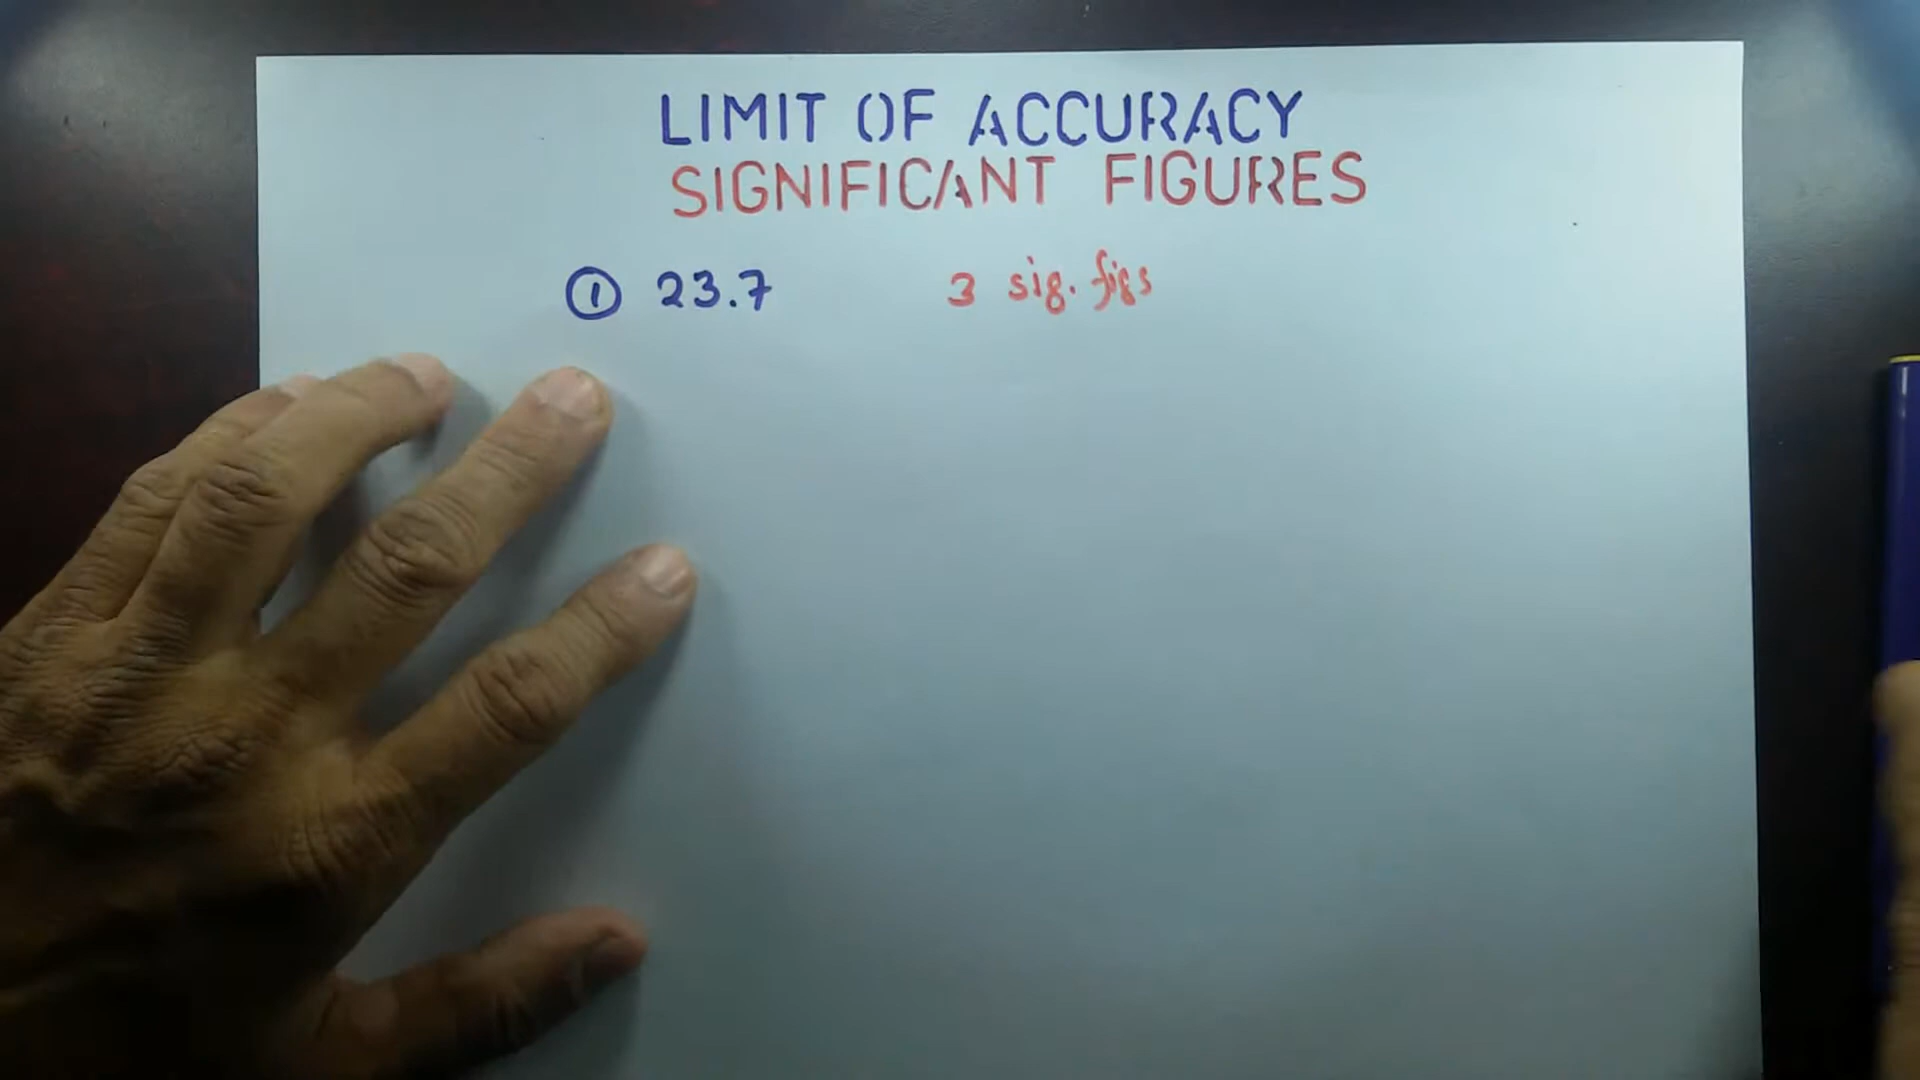 LIMIT OF ACCURACY
SIGNIFICANT FIGURES
① 23.7 3 sig. figs